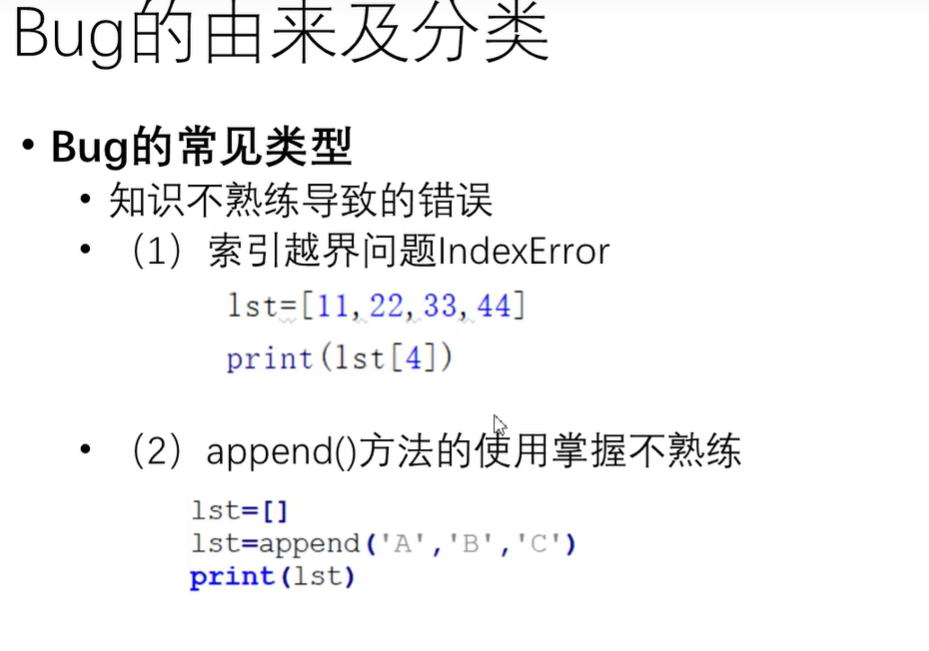 Bug的由来及分类
• Bug的常见类型
• 知识不熟练导致的错误
• （1）索引越界问题IndexError
lst=[11,22,33,44]
print(lst[4])
• （2）append()方法的使用掌握不熟练
lst=[]
lst=append('A','B','C')
print(lst)